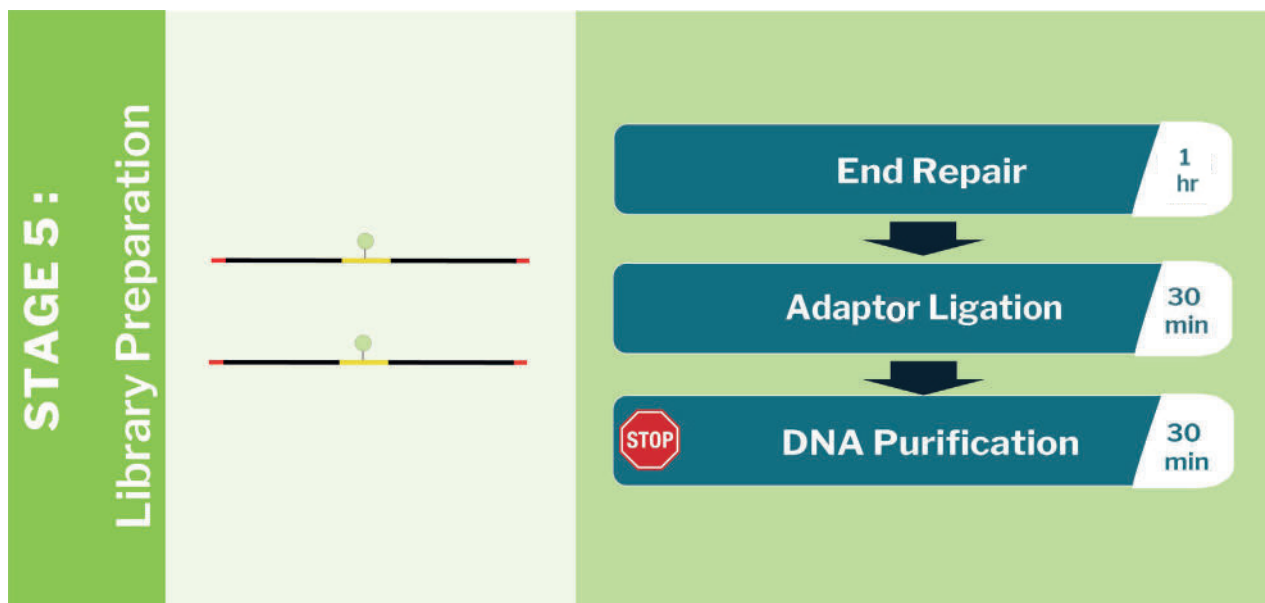 STAGE 5:
Library Preparation
End Repair
1
hr
Adaptor Ligation
30
min
STOP
DNA Purification
30
min